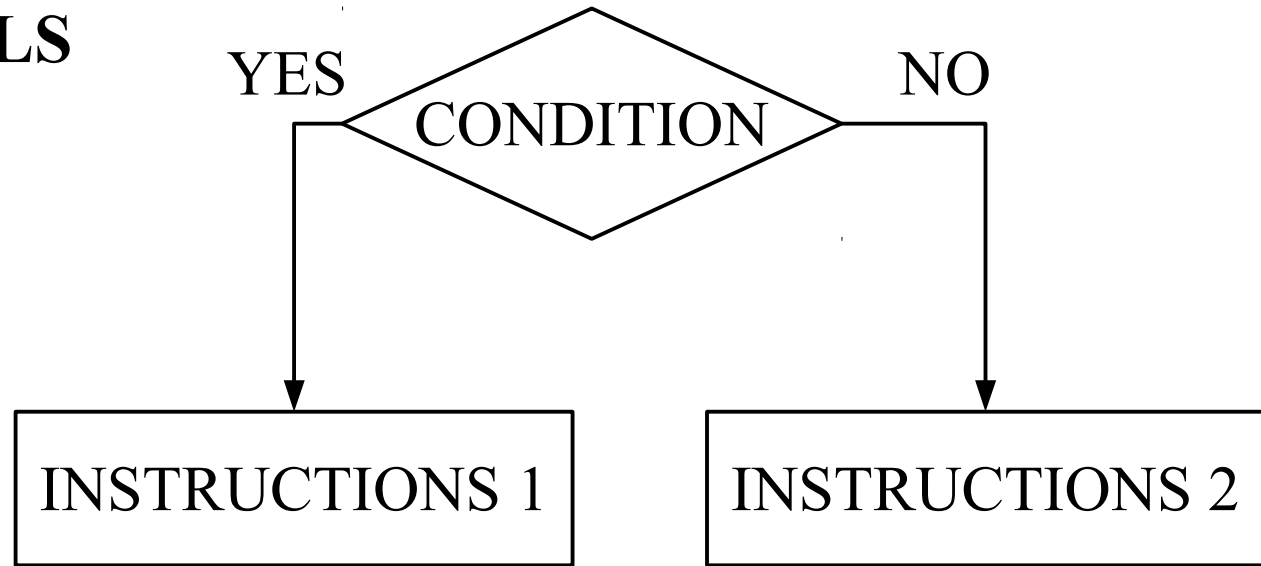 LS
YES
NO
CONDITION
INSTRUCTIONS 1
INSTRUCTIONS 2